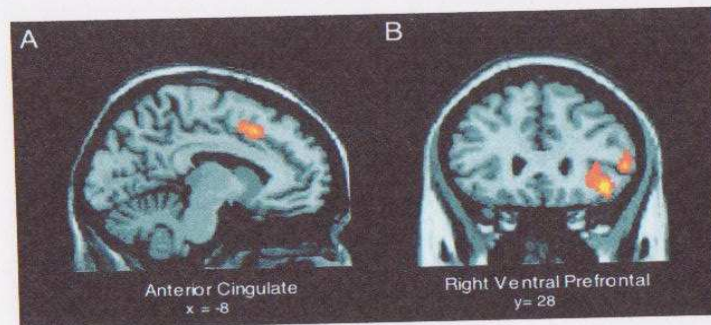 A
B
Anterior Cingulate
x = -8
Right Ventral Prefrontal
y= 28